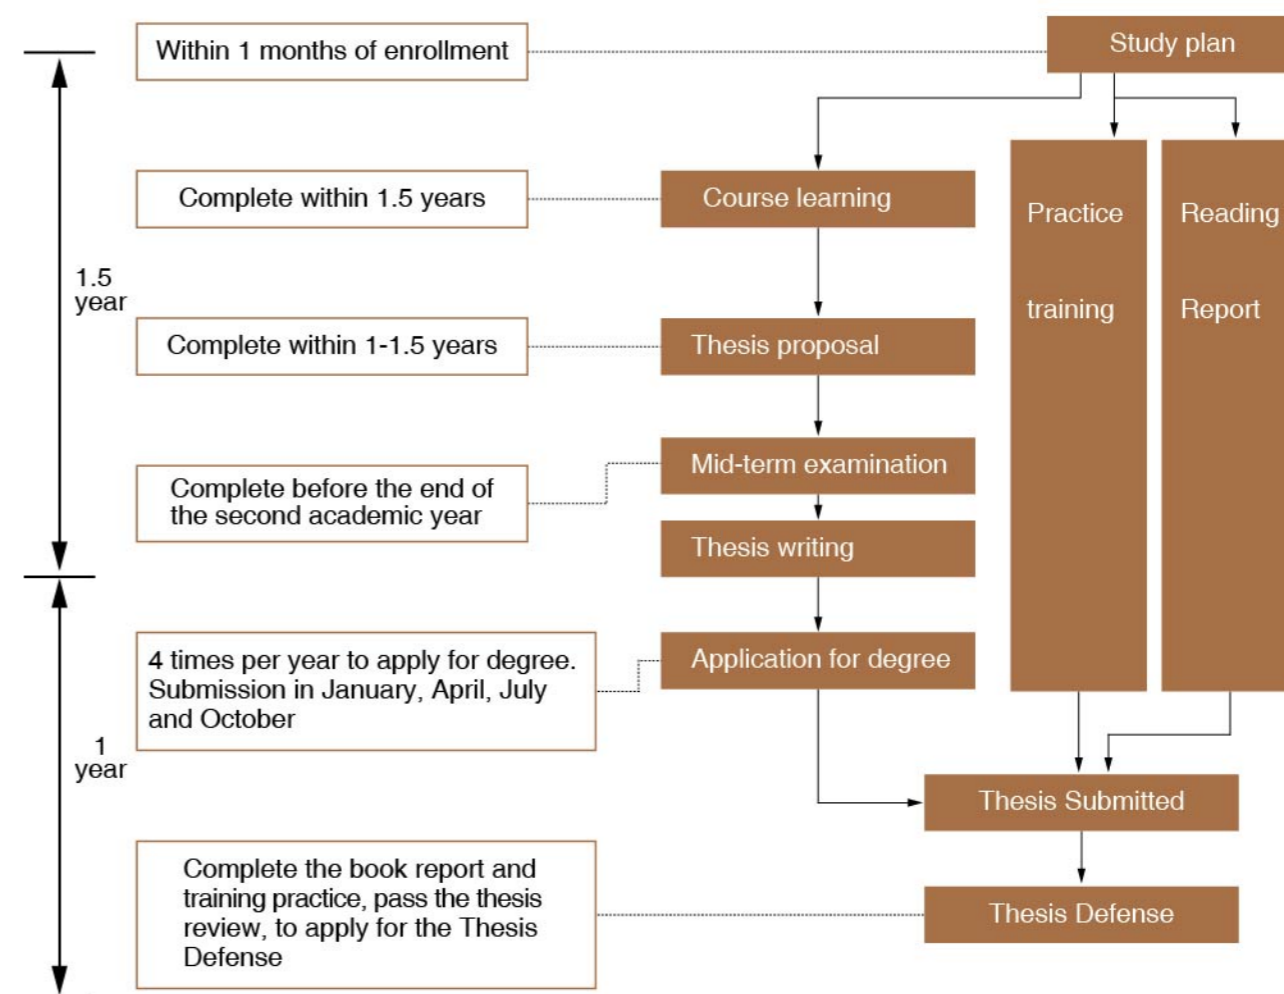 Within 1 months of enrollment
Study plan
Complete within 1.5 years
Course learning
Practice
training
Reading
Report
1.5
year
Complete within 1-1.5 years
Thesis proposal
Mid-term examination
Complete before the end of
the second academic year
Thesis writing
4 times per year to apply for degree.
Submission in January, April, July
and October
Application for degree
1
year
Thesis Submitted
Complete the book report and
training practice, pass the thesis
review, to apply for the Thesis
Defense
Thesis Defense